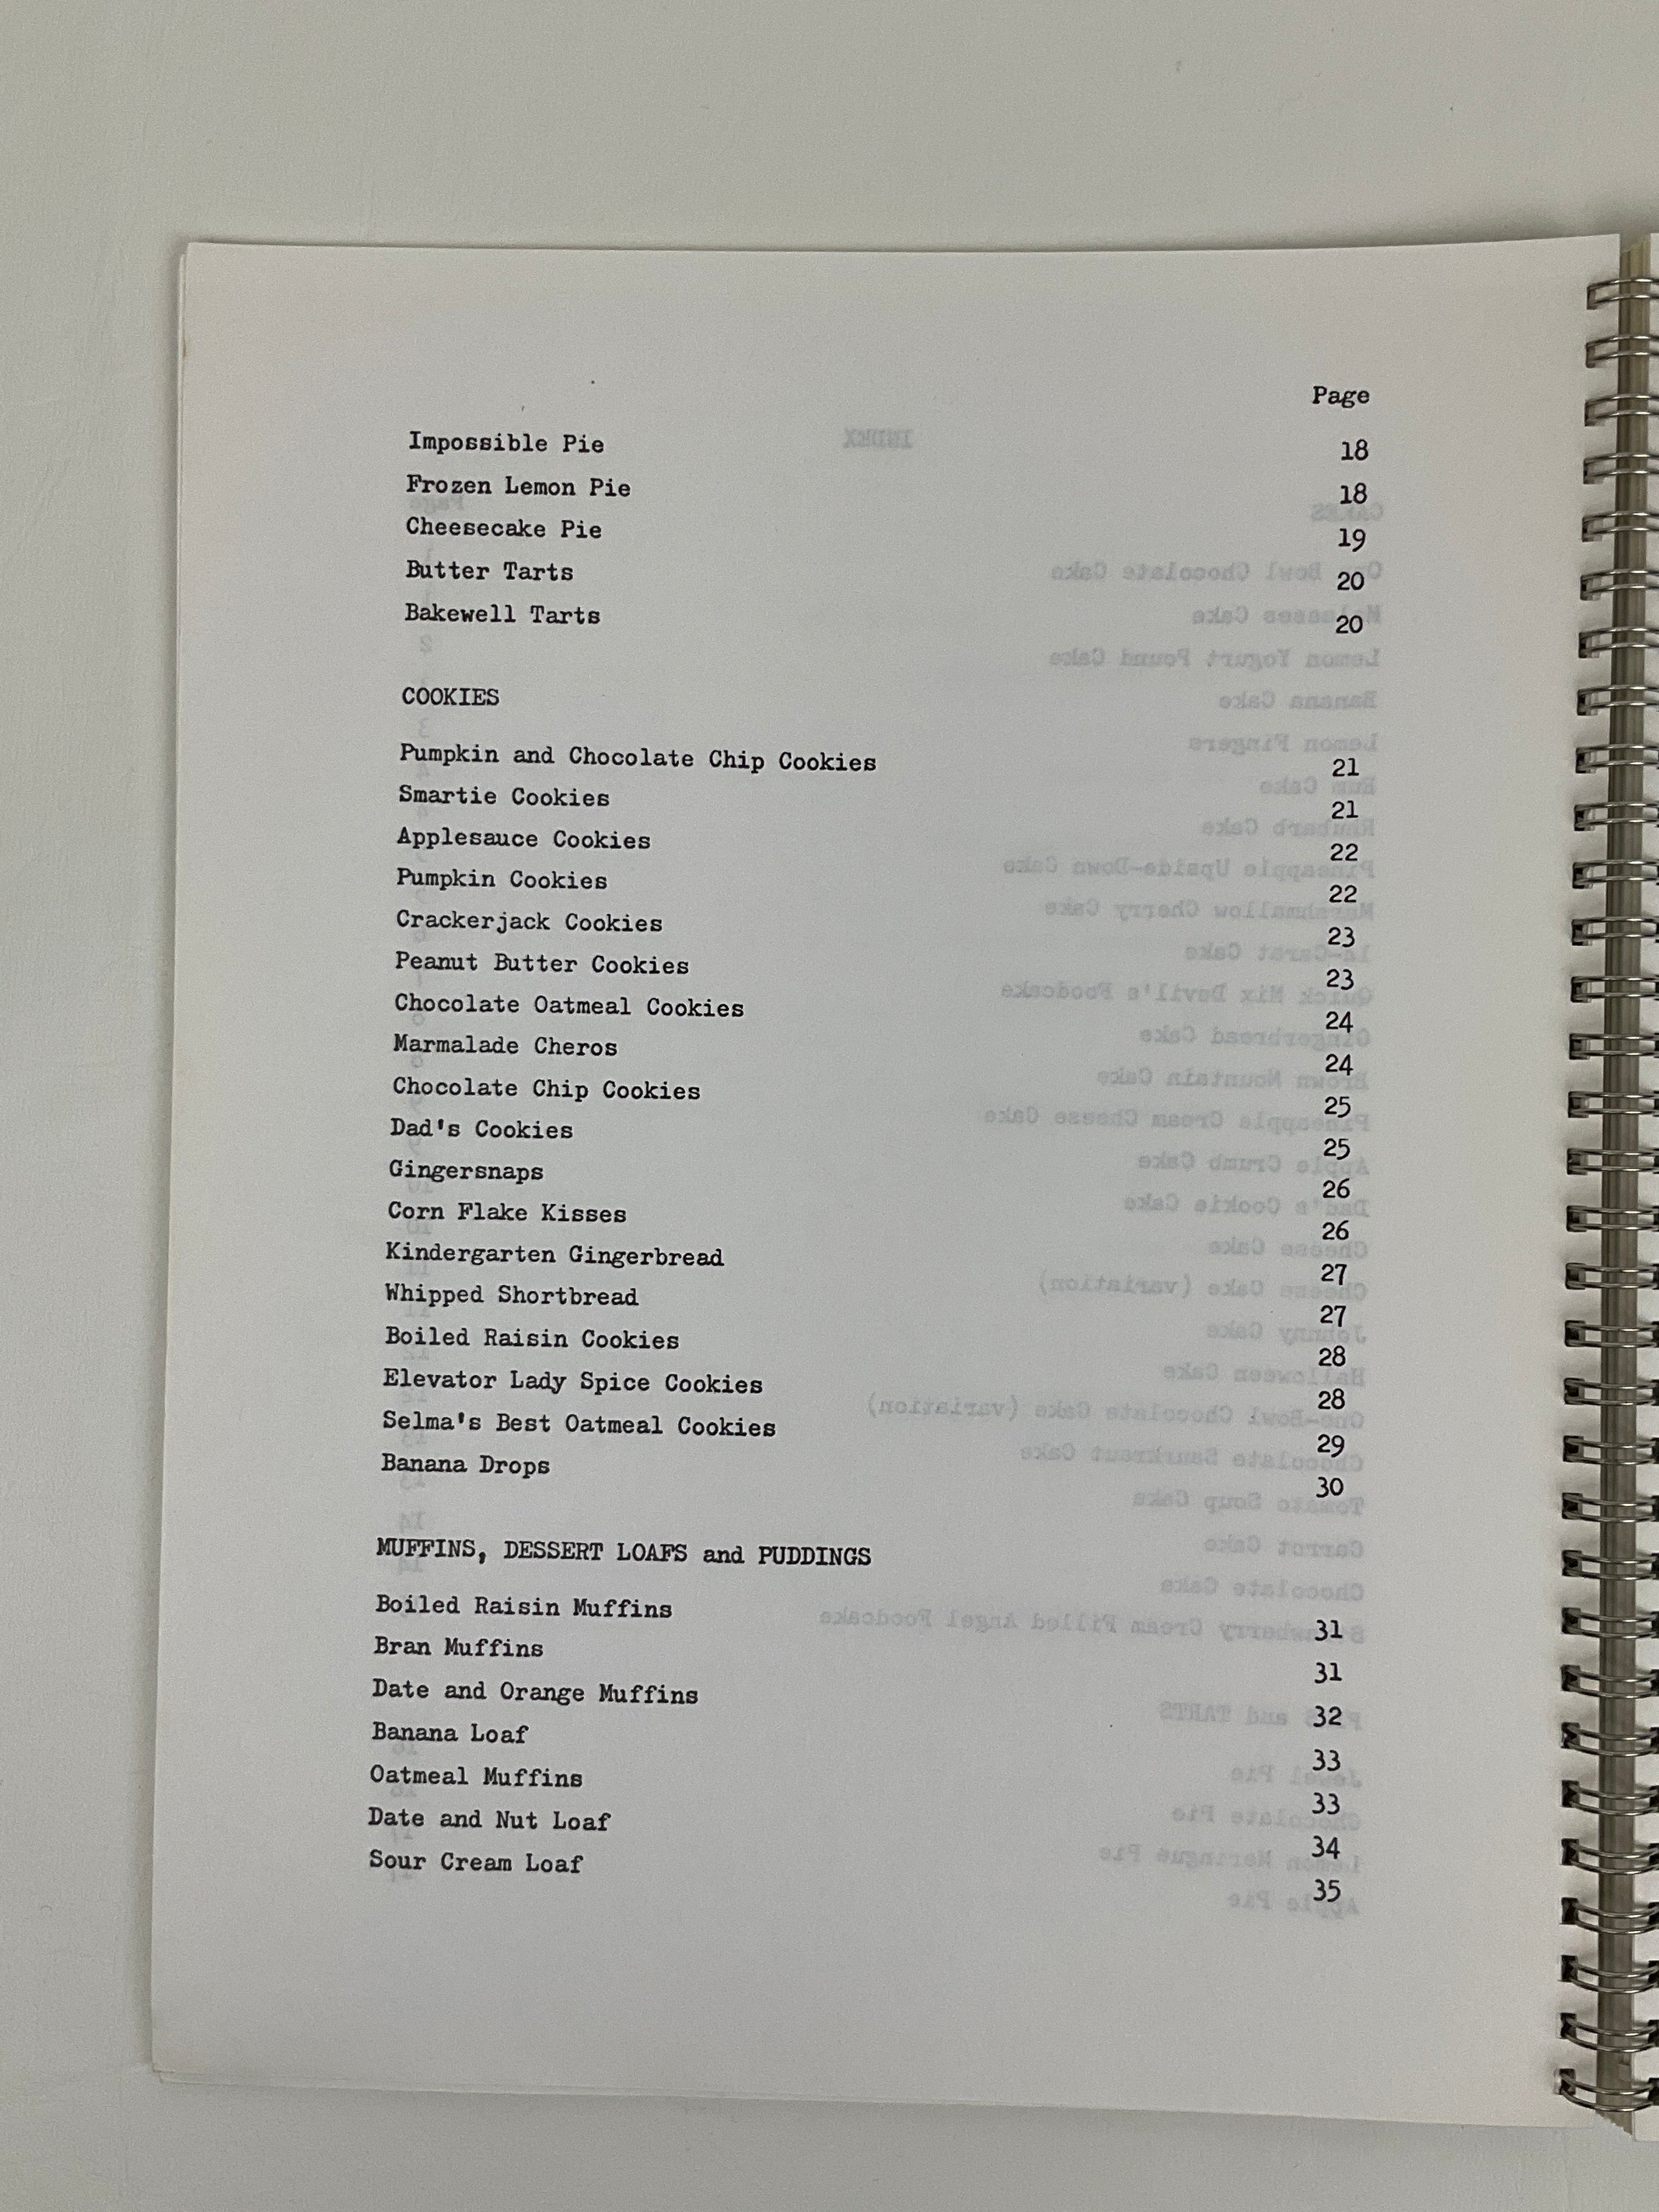 Page
Impossible Pie 18
Frozen Lemon Pie 18
Cheesecake Pie 19
Butter Tarts 20
Bakewell Tarts 20
COOKIES
Pumpkin and Chocolate Chip Cookies 21
Smartie Cookies 21
Applesauce Cookies 22
Pumpkin Cookies 22
Crackerjack Cookies 23
Peanut Butter Cookies 23
Chocolate Oatmeal Cookies 24
Marmalade Cheros 24
Chocolate Chip Cookies 25
Dad's Cookies 25
Gingersnaps 26
Corn Flake Kisses 26
Kindergarten Gingerbread 27
Whipped Shortbread 27
Boiled Raisin Cookies 28
Elevator Lady Spice Cookies 28
Selma's Best Oatmeal Cookies 29
Banana Drops 30
MUFFINS, DESSERT LOAFS and PUDDINGS
Boiled Raisin Muffins 31
Bran Muffins 31
Date and Orange Muffins 32
Banana Loaf 33
Oatmeal Muffins 33
Date and Nut Loaf 34
Sour Cream Loaf 35